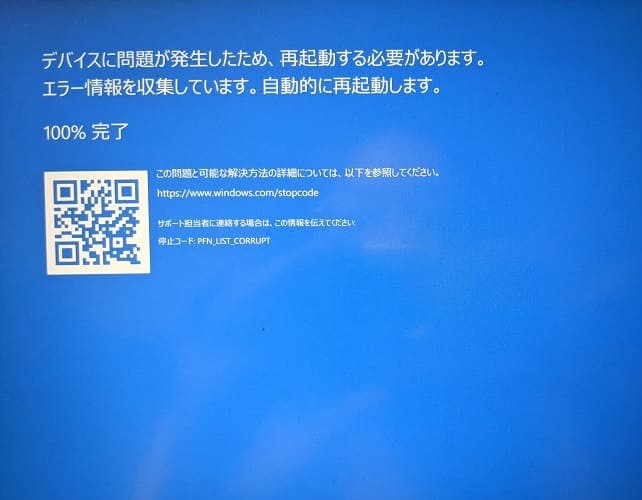 デバイスに問題が発生したため、再起動する必要があります。
エラー情報を収集しています。自動的に再起動します。
100% 完了
この問題と可能な解決方法の詳細については、以下を参照してください。
https://www.windows.com/stopcode
サポート担当者に連絡する場合は、この情報を伝えてください:
停止コード: PFN_LIST_CORRUPT